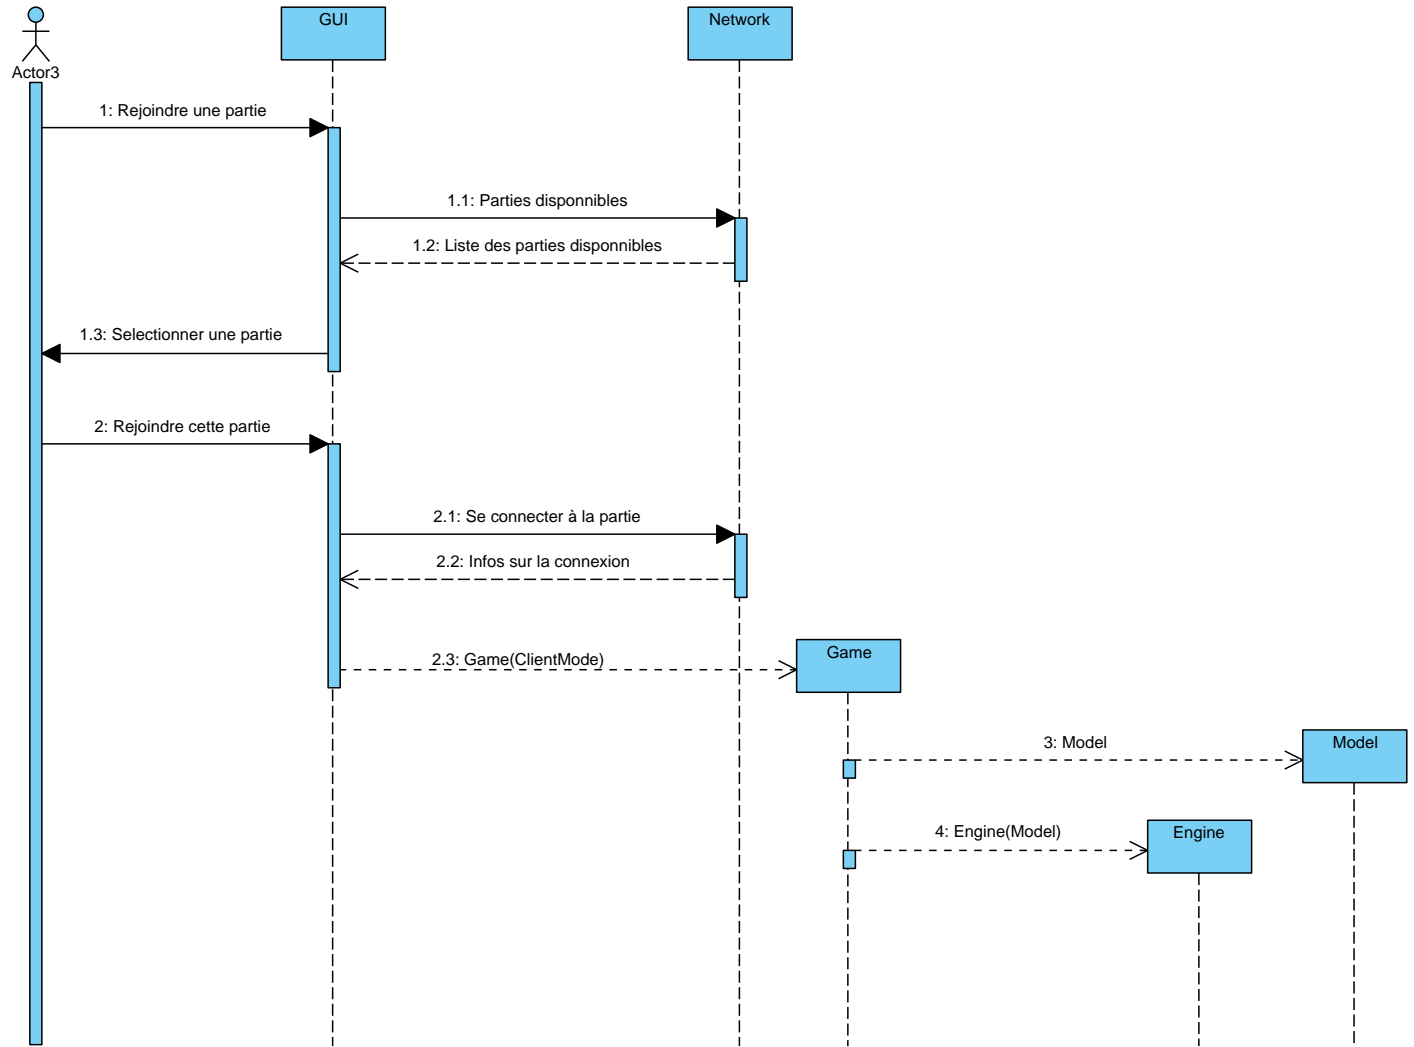 GUI
Network
Actor3
1: Rejoindre une partie
1.1: Parties disponnibles
1.2: Liste des parties disponnibles
1.3: Selectionner une partie
2: Rejoindre cette partie
2.1: Se connecter à la partie
2.2: Infos sur la connexion
2.3: Game(ClientMode)
Game
3: Model
Model
4: Engine(Model)
Engine